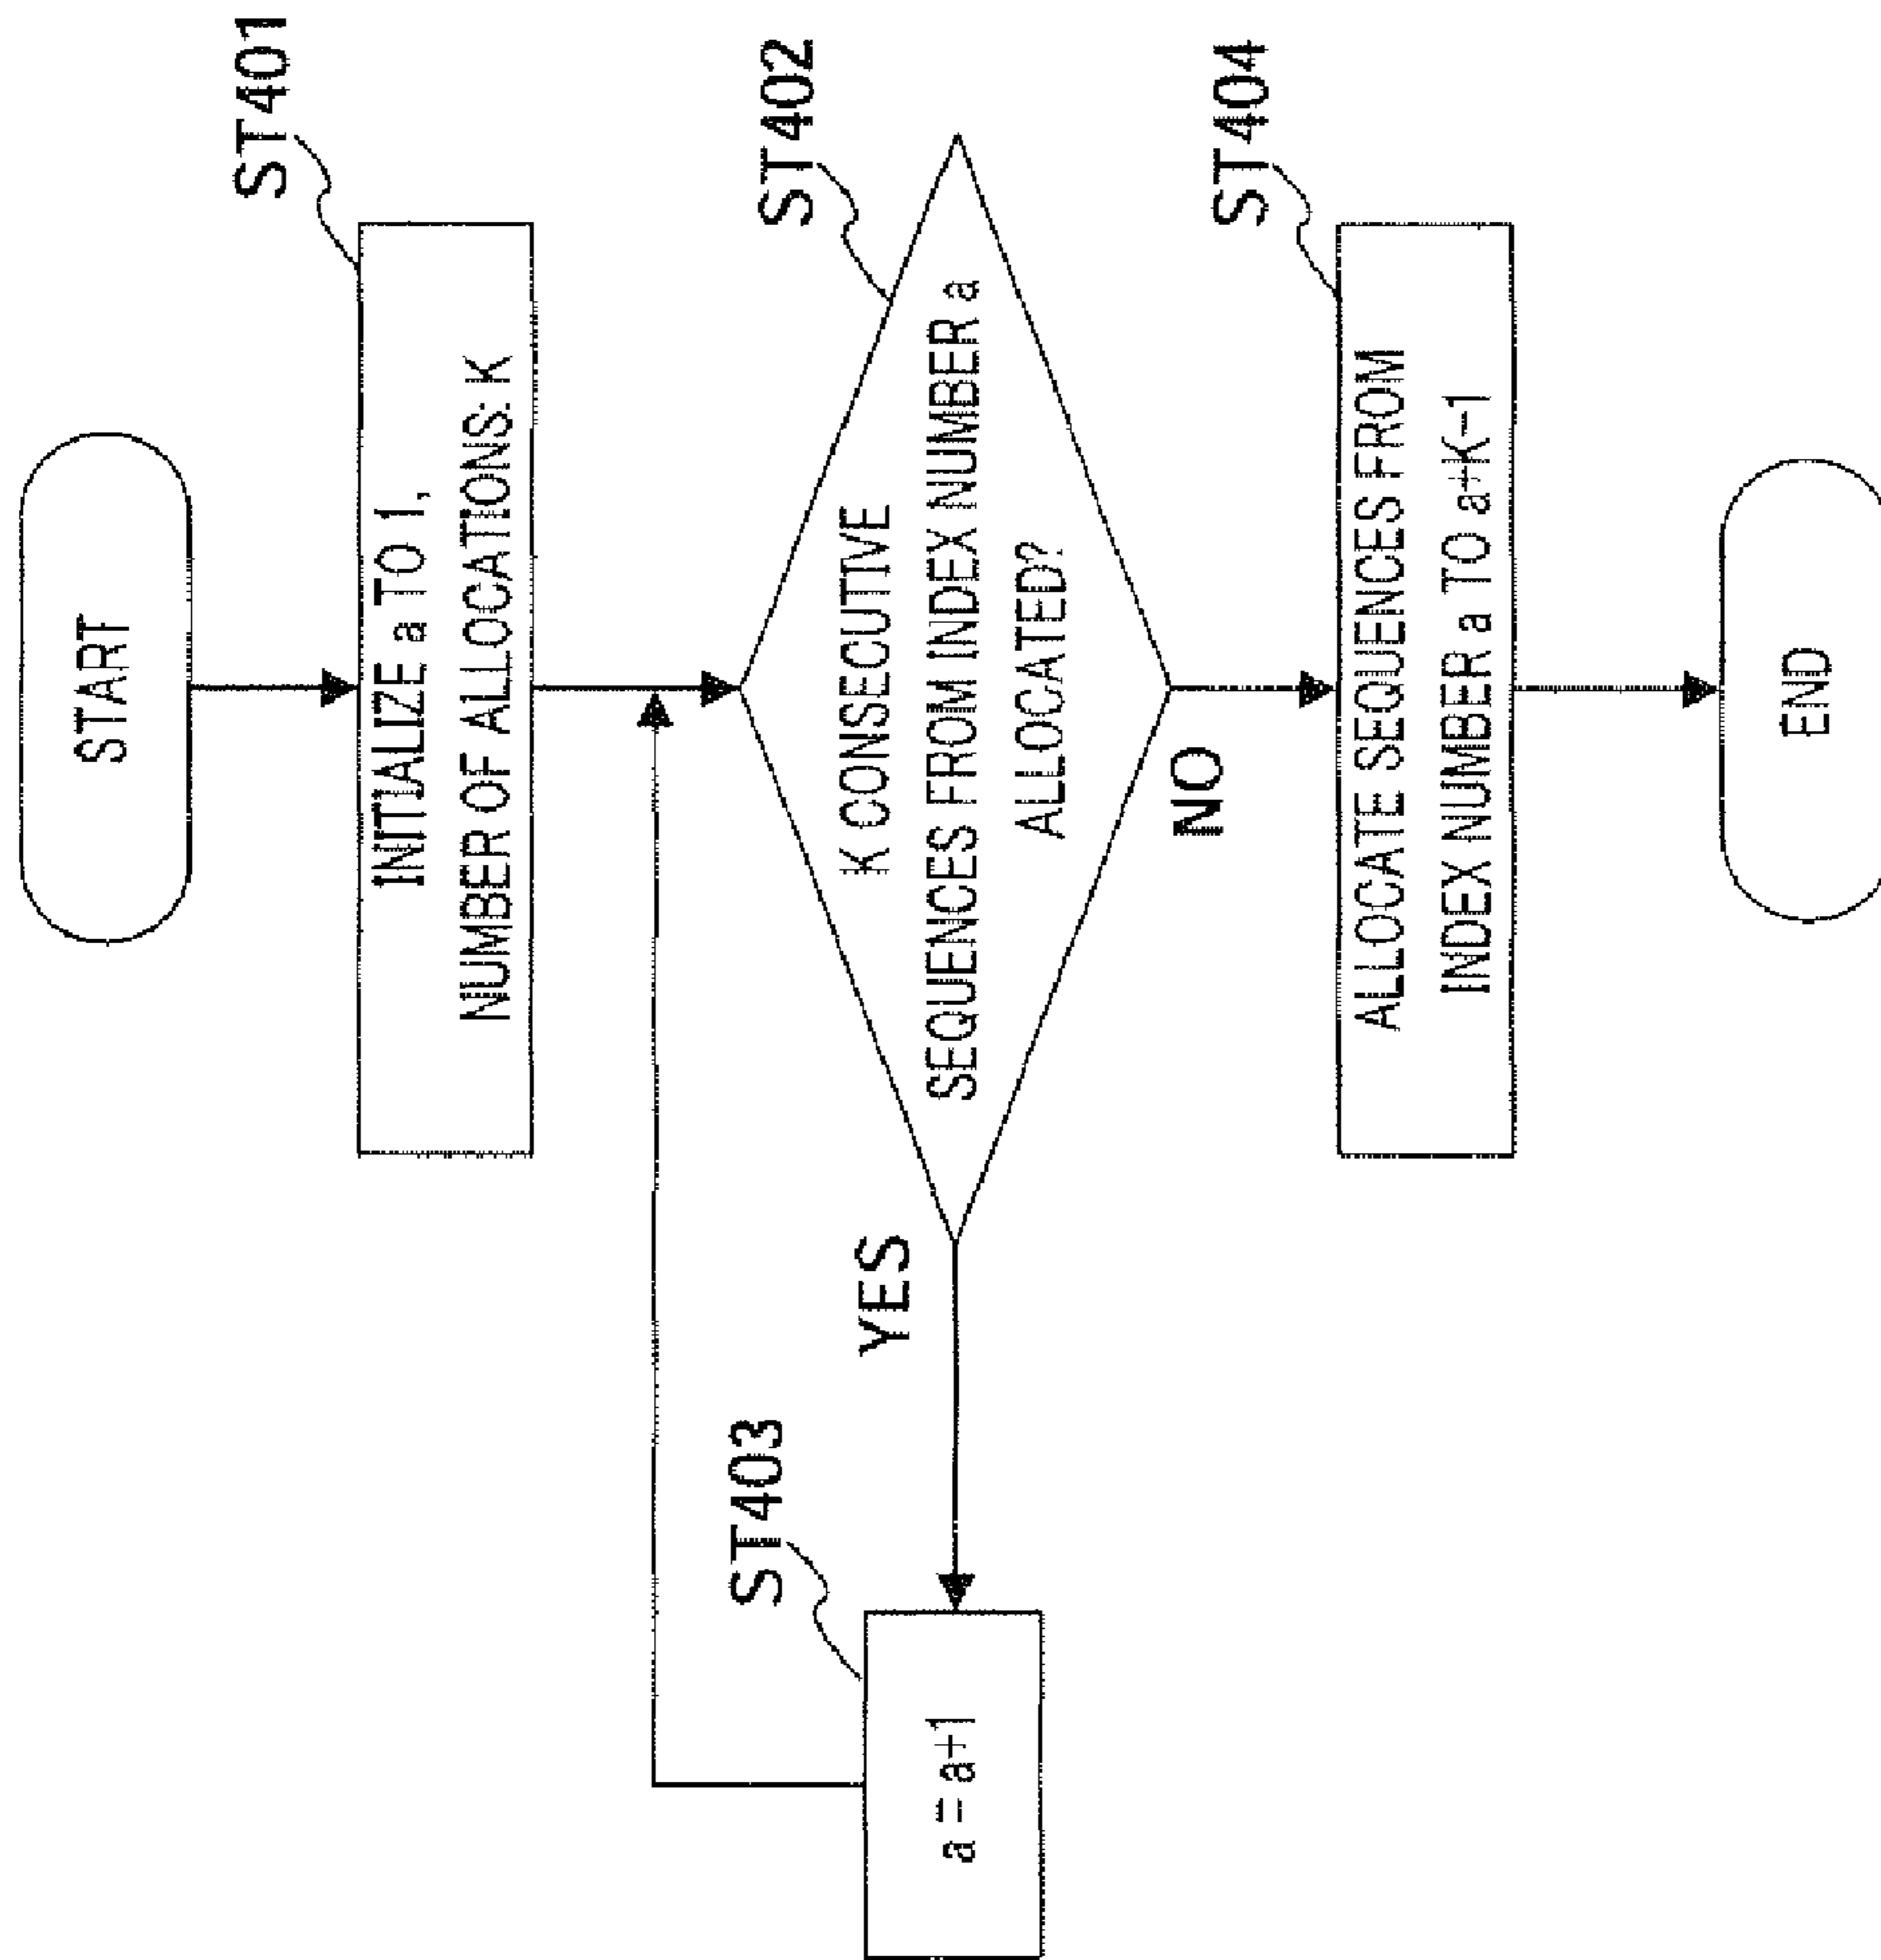 START
ST401
INITIALIZE a TO 1,
NUMBER OF ALLOCATIONS: K
ST402
K CONSECUTIVE
SEQUENCES FROM INDEX NUMBER a
ALLOCATED?
YES
NO
ST403
a = a+1
ST404
ALLOCATE SEQUENCES FROM
INDEX NUMBER a TO a+K-1
END